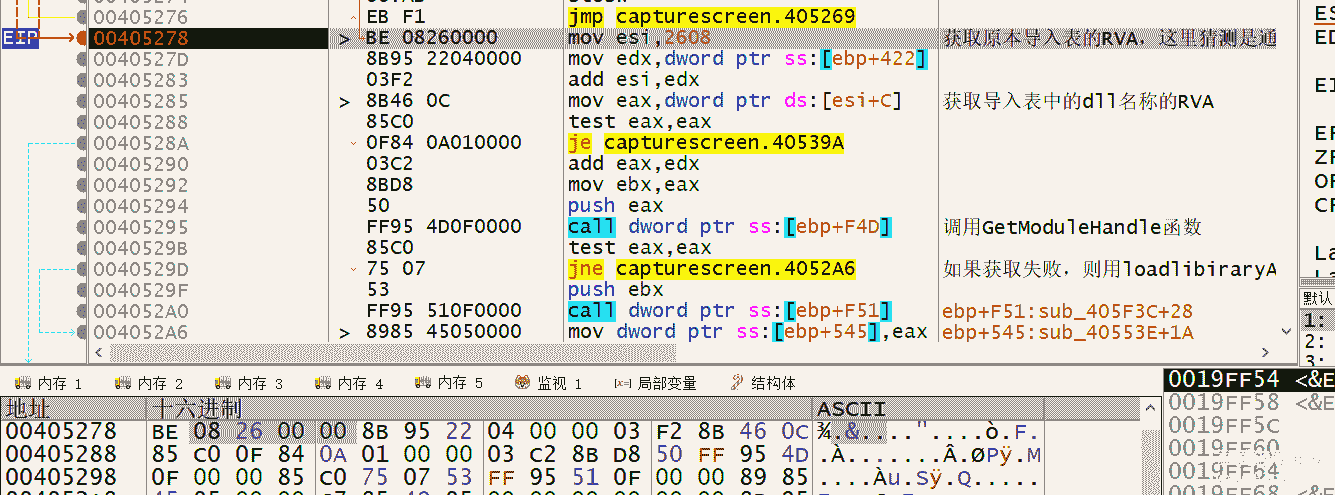 00405276 EB F1 jmp capturescreen.405269
EIP 00405278 > BE 08260000 mov esi,2608 获取原本导入表的RVA，这里猜测是通
0040527D 8B95 22040000 mov edx,dword ptr ss:[ebp+422]
00405283 03F2 add esi,edx
00405285 > 8B46 0C mov eax,dword ptr ds:[esi+C] 获取导入表中的dll名称的RVA
00405288 85C0 test eax,eax
0040528A 0F84 0A010000 je capturescreen.40539A
00405290 03C2 add eax,edx
00405292 8BD8 mov ebx,eax
00405294 50 push eax
00405295 FF95 4D0F0000 call dword ptr ss:[ebp+F4D] 调用GetModuleHandle函数
0040529B 85C0 test eax,eax
0040529D 75 07 jne capturescreen.4052A6 如果获取失败，则用loadlibiraryA
0040529F 53 push ebx
004052A0 FF95 510F0000 call dword ptr ss:[ebp+F51] ebp+F51:sub_405F3C+28
004052A6 > 8985 45050000 mov dword ptr ss:[ebp+545],eax ebp+545:sub_40553E+1A
默认
1:
2:
3:
内存 1 内存 2 内存 3 内存 4 内存 5 监视 1 [x=] 局部变量 结构体
地址 十六进制 ASCII
00405278 BE 08 26 00 00 8B 95 22 04 00 00 03 F2 8B 46 0C ¾.&....".....ò.F.
00405288 85 C0 0F 84 0A 01 00 00 03 C2 8B D8 50 FF 95 4D .À.......Â.ØPÿ.M
00405298 0F 00 00 85 C0 75 07 53 FF 95 51 0F 00 00 89 85 ....Àu.Sÿ.Q.....
0019FF54 <&E
0019FF58 <&E
0019FF5C
0019FF60
0019FF64